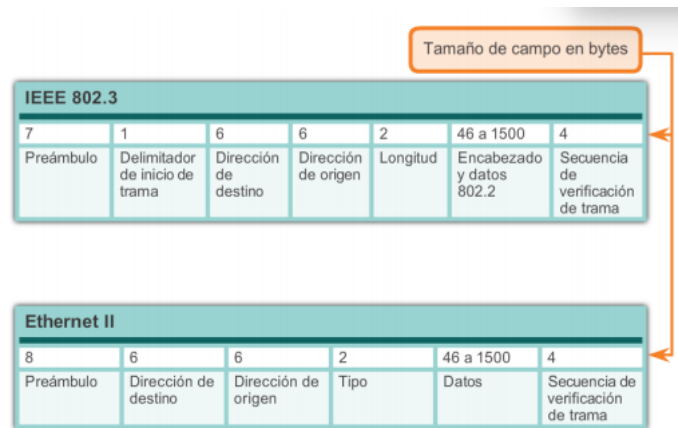 Tamaño de campo en bytes
IEEE 802.3
7 1 6 6 2 46 a 1500 4
Preámbulo Delimitador Dirección Dirección Longitud Encabezado Secuencia
de inicio de de de origen y datos de
trama destino 802.2 verificación
de trama
Ethernet II
8 6 6 2 46 a 1500 4
Preámbulo Dirección de Dirección de Tipo Datos Secuencia de
destino origen verificación
de trama